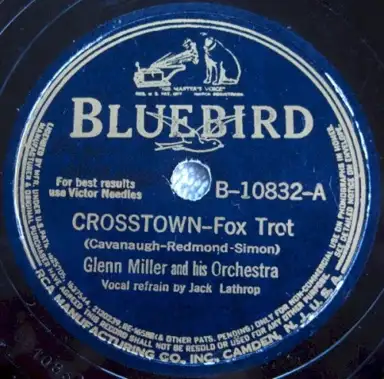 "HIS MASTER'S VOICE"
BLUEBIRD
For best results
use Victor Needles
B-10832-A
CROSSTOWN-Fox Trot
(Cavanaugh-Redmond-Simon)
Glenn Miller and his Orchestra
Vocal refrain by Jack Lathrop
RCA MANUFACTURING CO. INC. CAMDEN, N.J., U.S.A.